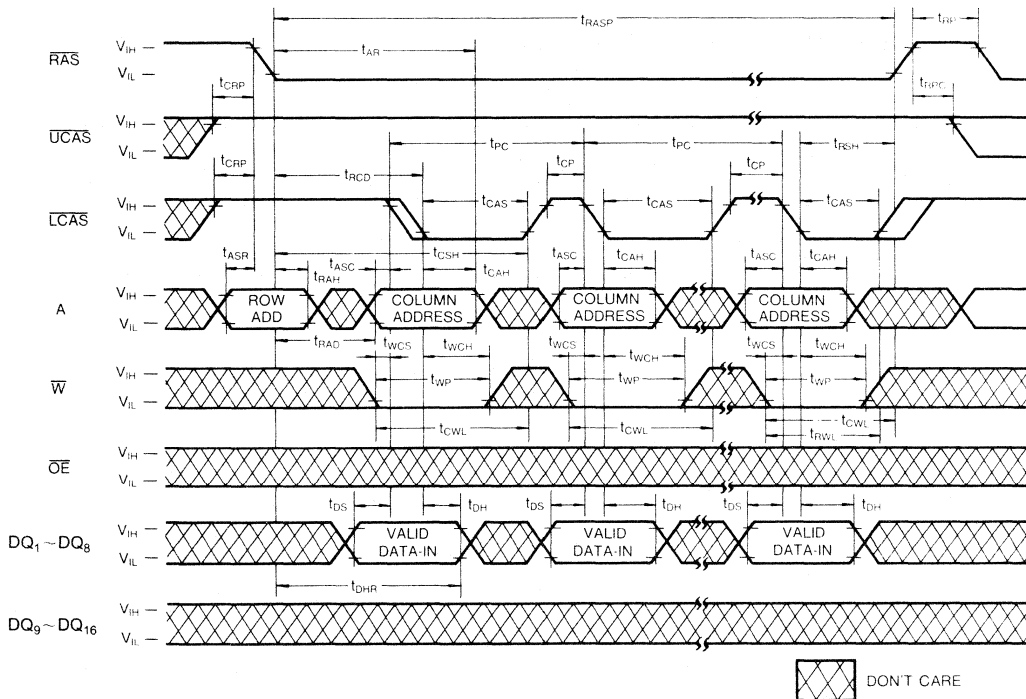 tRASP
tRP
RAS
VIH
VIL
tAR
tCRP
tRPC
UCAS
VIH
VIL
tPC
tPC
tRSH
tCRP
tRCD
tCP
tCP
LCAS
VIH
VIL
tCAS
tCAS
tCAS
tASR
tRAH
tASC
tCSH
tCAH
tASC
tCAH
tASC
tCAH
A
VIH
VIL
ROW ADD
COLUMN ADDRESS
COLUMN ADDRESS
COLUMN ADDRESS
tRAD
tWCS
tWCH
tWCS
tWCH
tWCS
tWCH
W
VIH
VIL
tWP
tWP
tWP
tCWL
tCWL
tCWL
tRWL
OE
VIH
VIL
tDS
tDH
tDS
tDH
tDS
tDH
DQ1~DQ8
VIH
VIL
VALID DATA-IN
VALID DATA-IN
VALID DATA-IN
tDHR
DQ9~DQ16
VIH
VIL
DON'T CARE